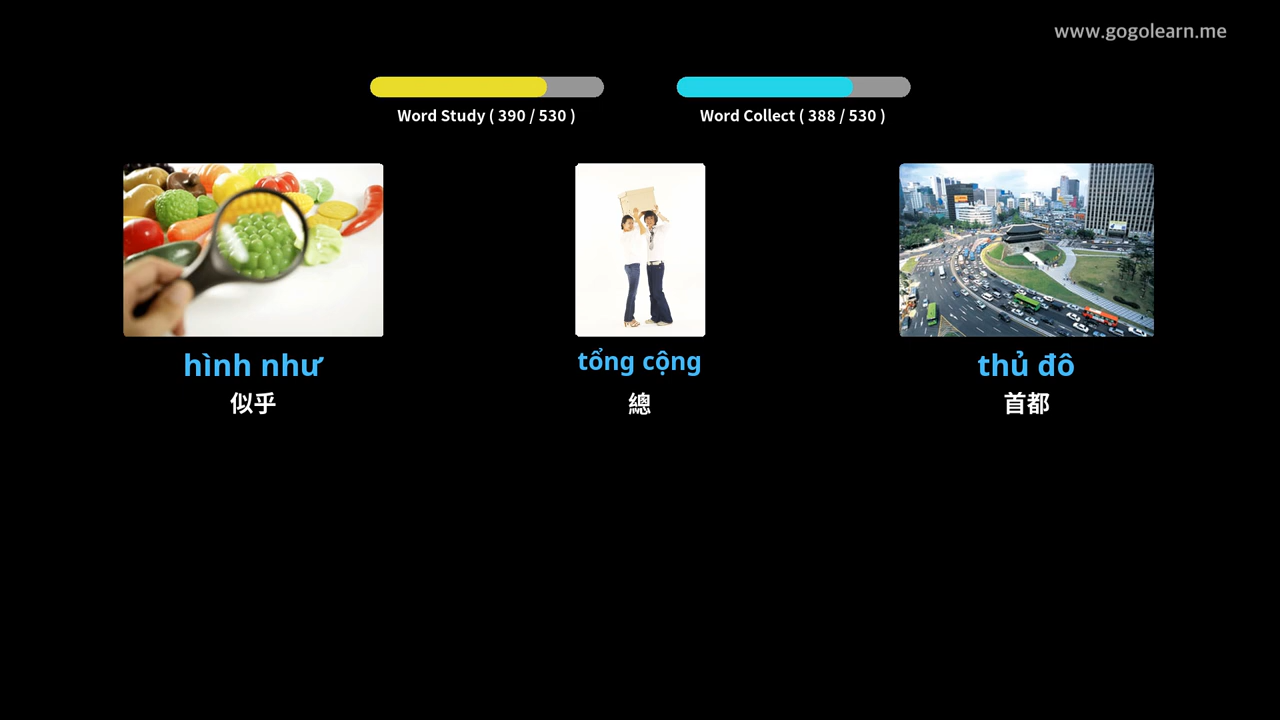 www.gogolearn.me
Word Study ( 390 / 530 )
Word Collect ( 388 / 530 )
hình như
tổng cộng
thủ đô
似乎
總
首都